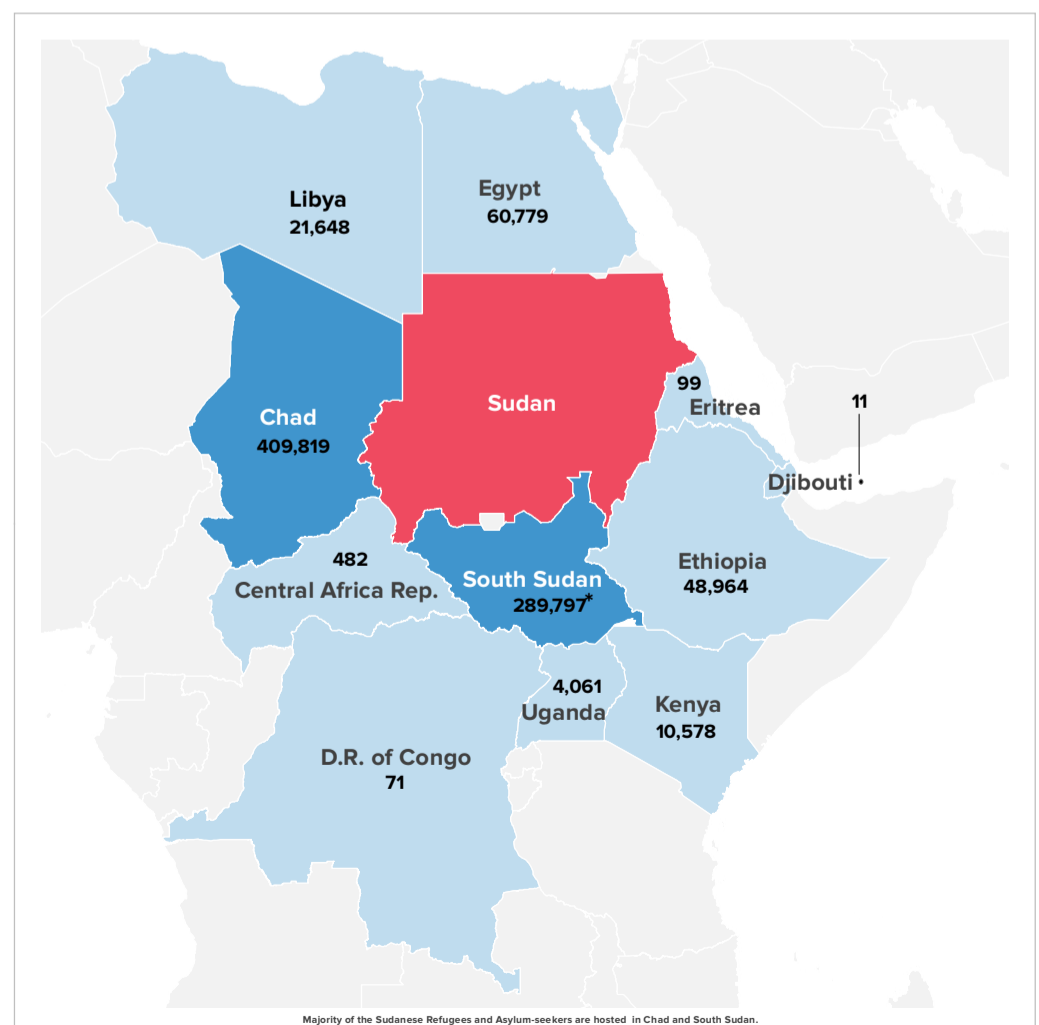 Libya
21,648
Egypt
60,779
Chad
409,819
Sudan
99
Eritrea
11
Djibouti
482
Central Africa Rep.
South Sudan
289,797*
Ethiopia
48,964
4,061
Uganda
Kenya
10,578
D.R. of Congo
71
Majority of the Sudanese Refugees and Asylum-seekers are hosted in Chad and South Sudan.